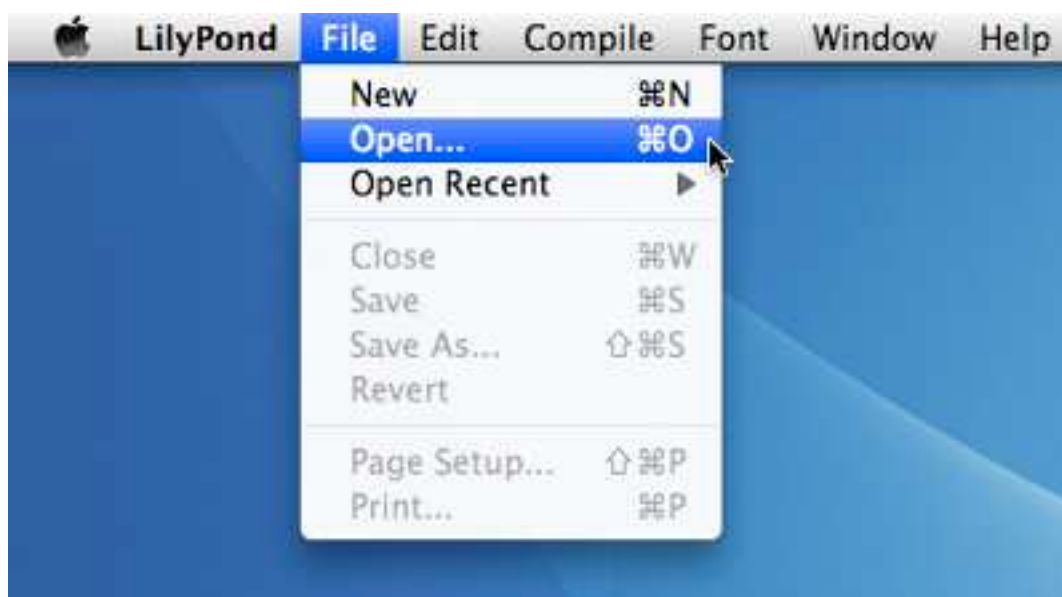 LilyPond File Edit Compile Font Window Help
New ⌘N
Open... ⌘O
Open Recent ▶
Close ⌘W
Save ⌘S
Save As... ⇧⌘S
Revert
Page Setup... ⇧⌘P
Print... ⌘P